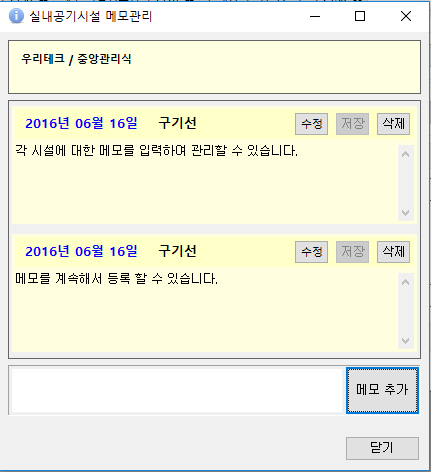 실내공기시설 메모관리
우리테크 / 중앙관리식
2016년 06월 16일 구기선 수정 저장 삭제
각 시설에 대한 메모를 입력하며 관리할 수 있습니다.
2016년 06월 16일 구기선 수정 저장 삭제
메모를 계속해서 등록 할 수 있습니다.
메모 추가
닫기